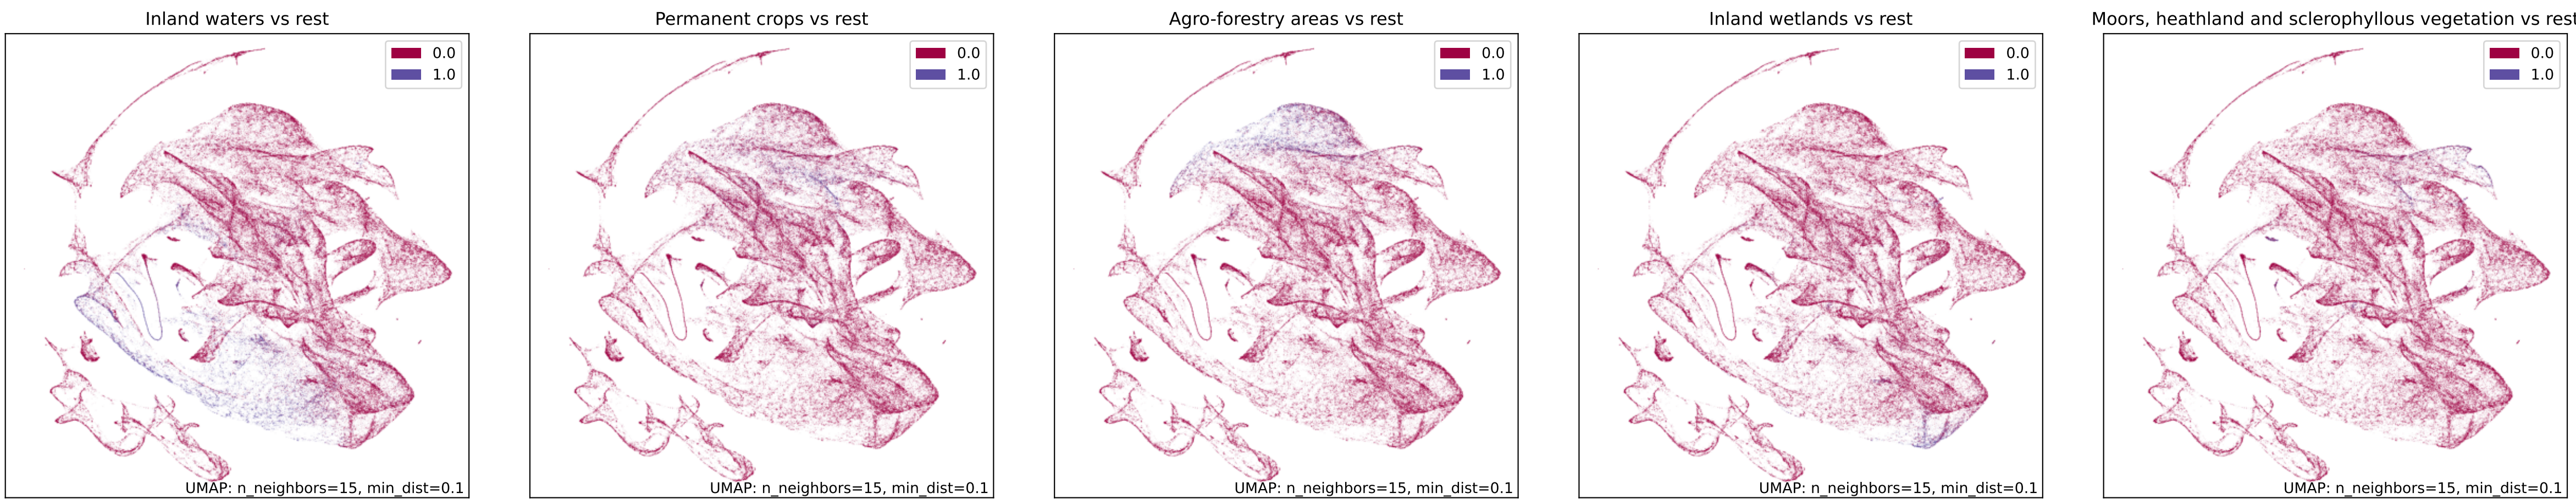 Inland waters vs rest
0.0
1.0
UMAP: n_neighbors=15, min_dist=0.1
Permanent crops vs rest
0.0
1.0
UMAP: n_neighbors=15, min_dist=0.1
Agro-forestry areas vs rest
0.0
1.0
UMAP: n_neighbors=15, min_dist=0.1
Inland wetlands vs rest
0.0
1.0
UMAP: n_neighbors=15, min_dist=0.1
Moors, heathland and sclerophyllous vegetation vs rest
0.0
1.0
UMAP: n_neighbors=15, min_dist=0.1